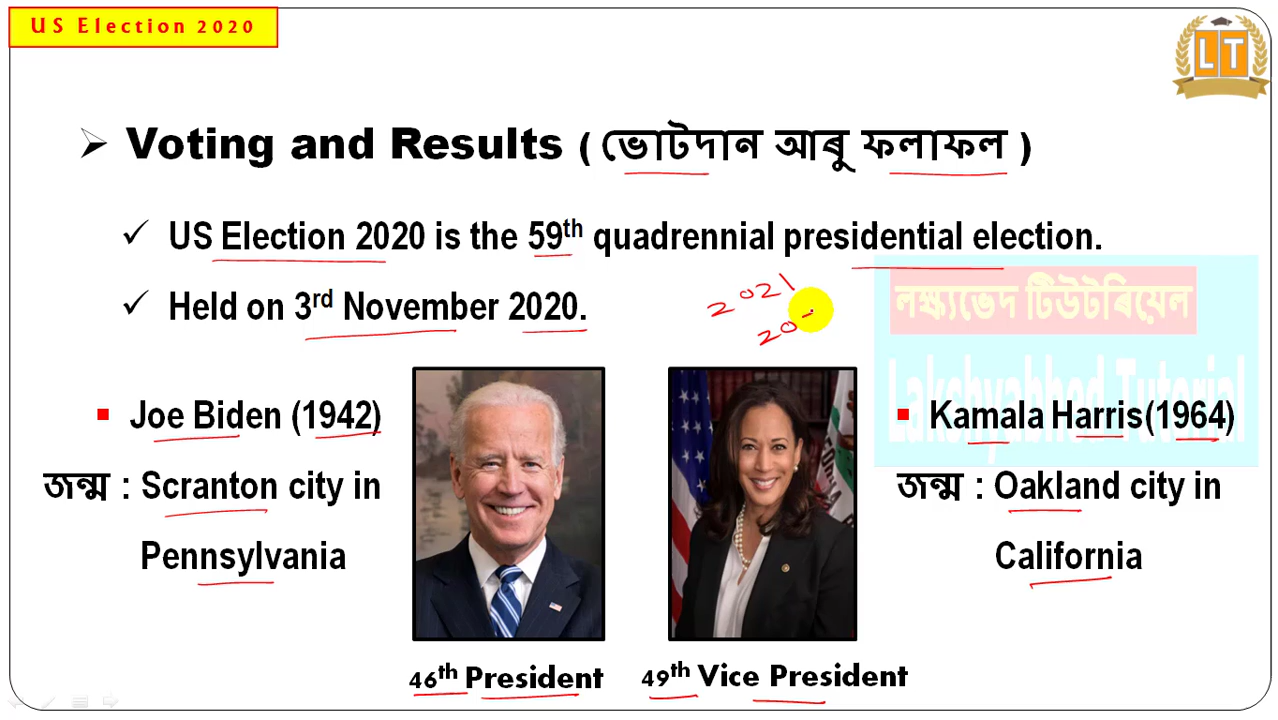 US Election 2020
LT
Voting and Results ( ভোটদান আৰু ফলাফল )
US Election 2020 is the 59th quadrennial presidential election.
Held on 3rd November 2020.
2021
লক্ষ্যভেদ টিউটৰিয়েল
Lakshyabhed Tutorial
Joe Biden (1942)
জন্ম : Scranton city in
Pennsylvania
Kamala Harris(1964)
জন্ম : Oakland city in
California
46th President
49th Vice President